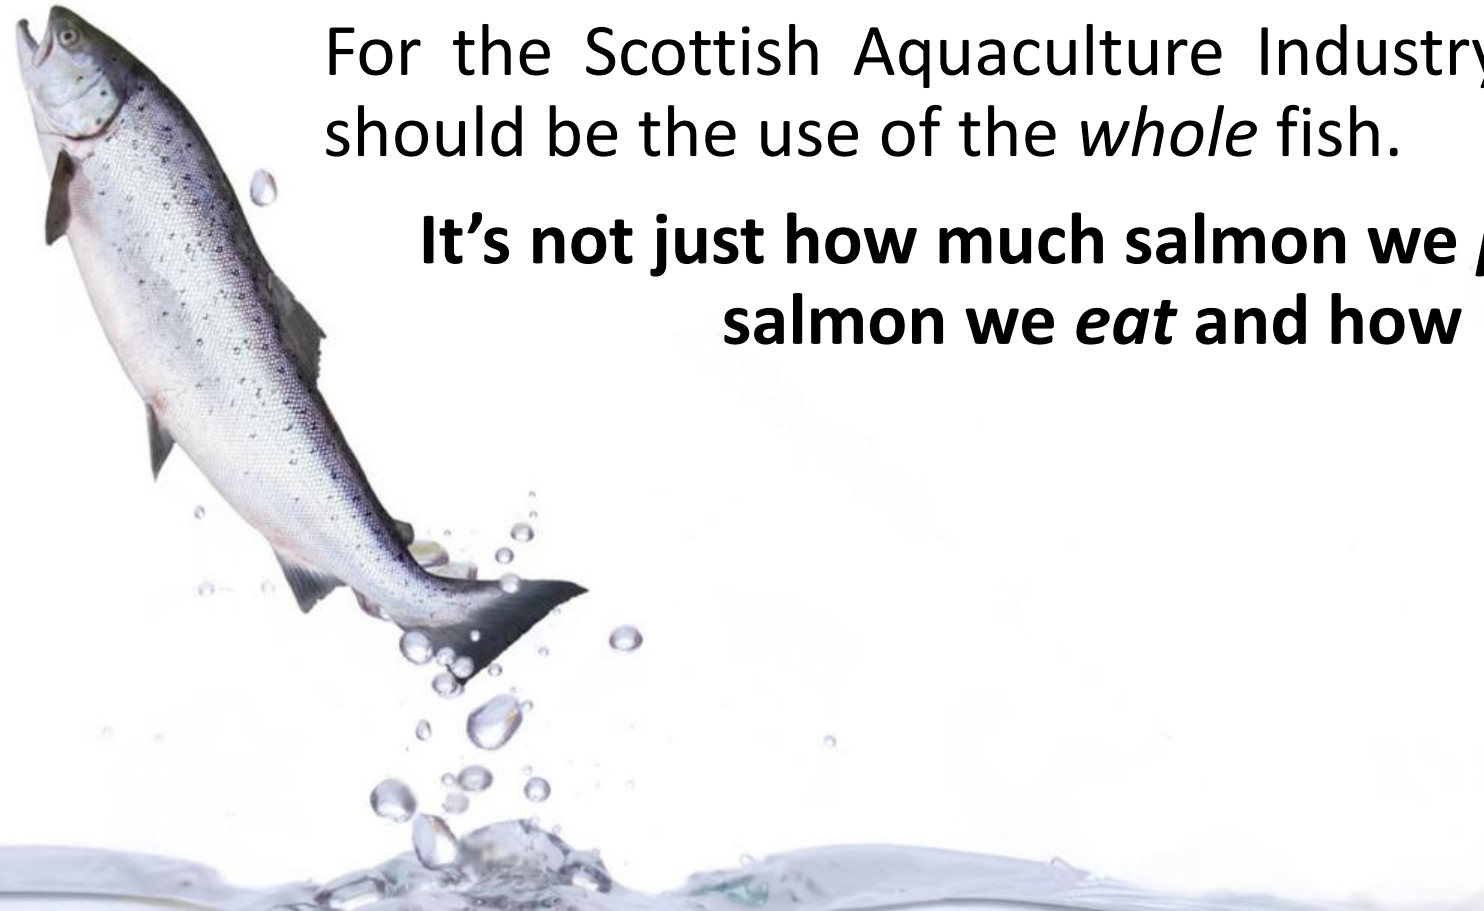 For the Scottish Aquaculture Industry
should be the use of the whole fish.
It’s not just how much salmon we
salmon we eat and how